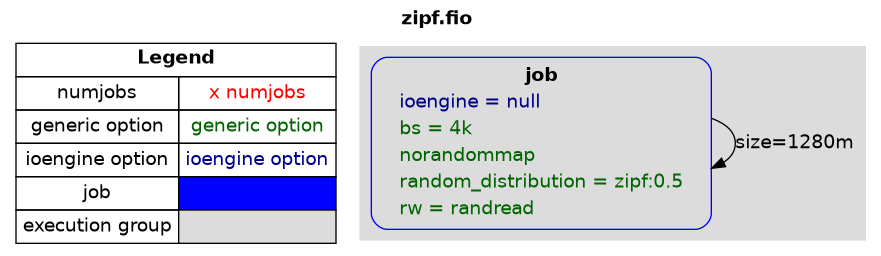 zipf.fio
Legend
numjobs x numjobs
generic option generic option
ioengine option ioengine option
job
execution group
job
ioengine = null
bs = 4k
norandommap
random_distribution = zipf:0.5
rw = randread
size=1280m